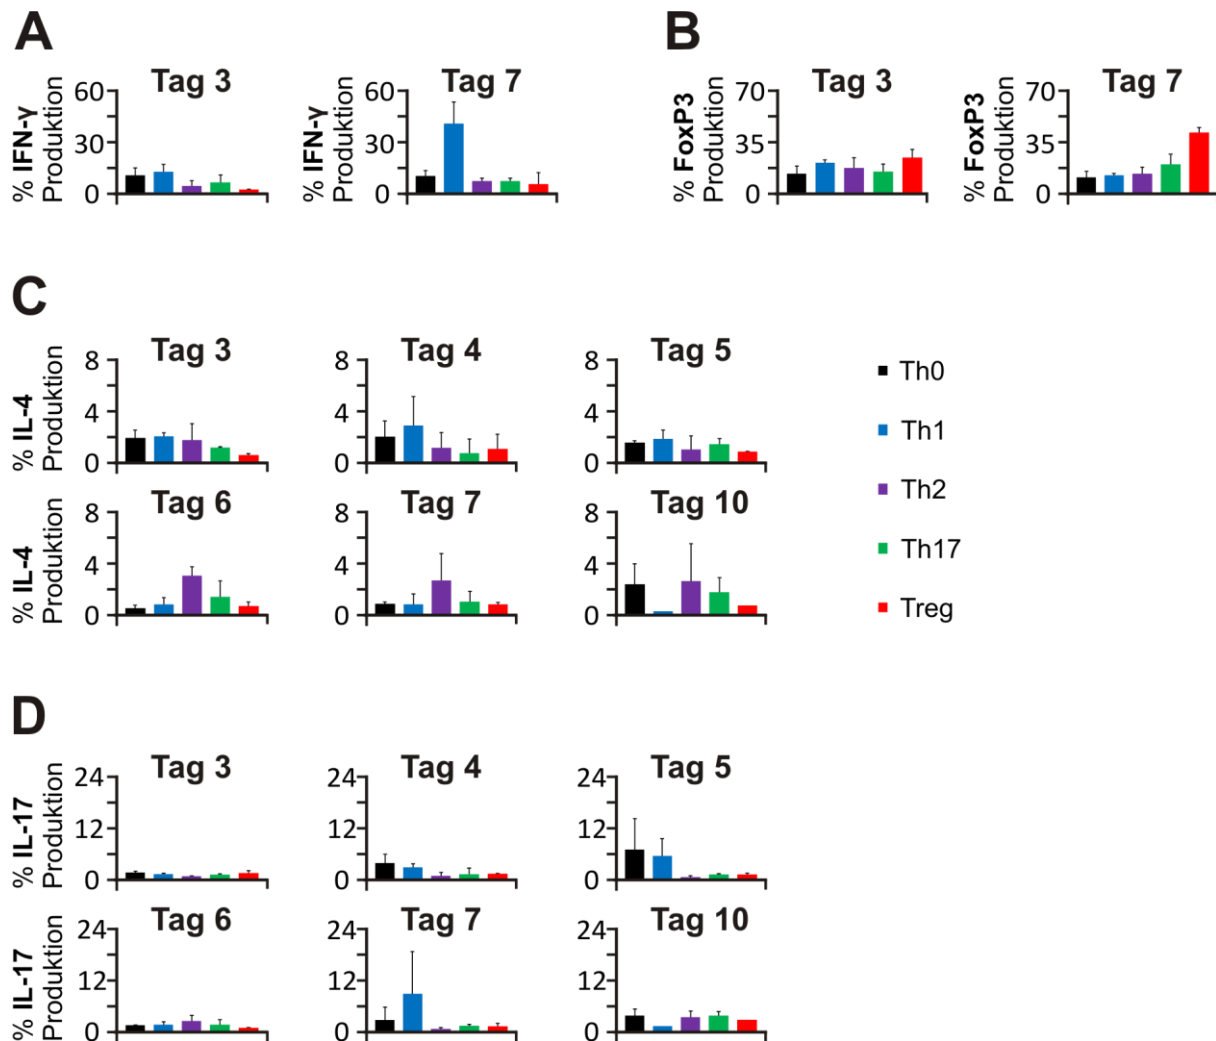 A
B
Tag 3
Tag 7
Tag 3
Tag 7
% IFN-γ
Produktion
60
30
0
% IFN-γ
Produktion
60
30
0
% FoxP3
Produktion
70
35
0
% FoxP3
Produktion
70
35
0
C
Tag 3
Tag 4
Tag 5
% IL-4
Produktion
8
4
0
8
4
0
8
4
0
Tag 6
Tag 7
Tag 10
% IL-4
Produktion
8
4
0
8
4
0
8
4
0
Th0
Th1
Th2
Th17
Treg
D
Tag 3
Tag 4
Tag 5
% IL-17
Produktion
24
12
0
24
12
0
24
12
0
Tag 6
Tag 7
Tag 10
% IL-17
Produktion
24
12
0
24
12
0
24
12
0